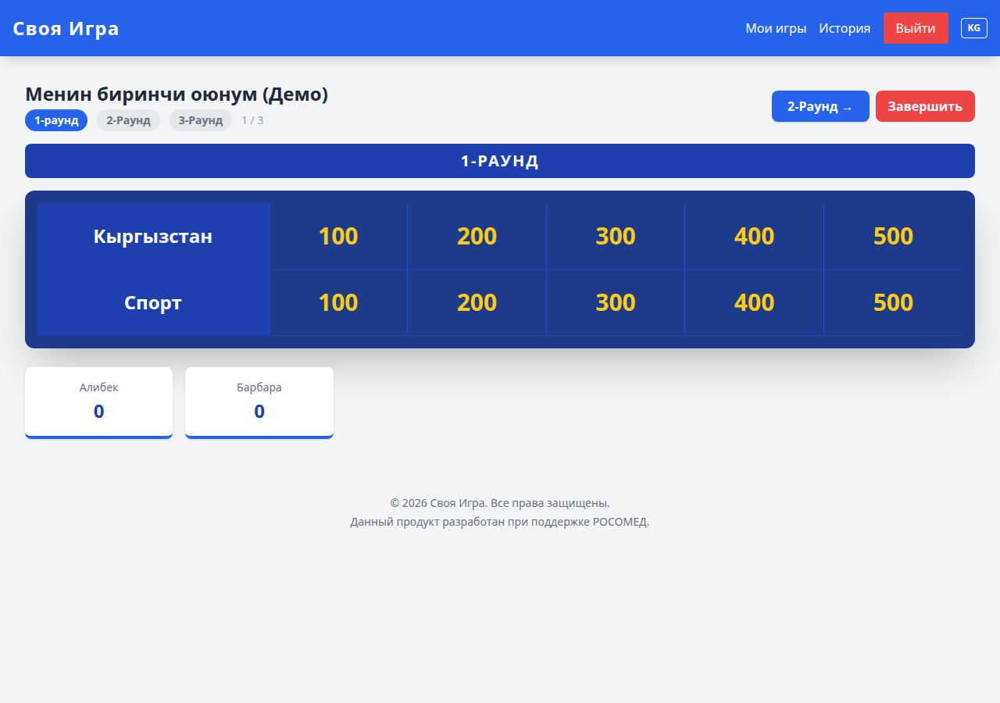 Своя Игра
Мои игры История Выйти KG
Менин биринчи оюнум (Демо)
1-раунд 2-Раунд 3-Раунд 1 / 3
2-Раунд → Завершить
1-РАУНД
Кыргызстан 100 200 300 400 500
Спорт 100 200 300 400 500
Алибек Барбара
0 0
© 2026 Своя Игра. Все права защищены.
Данный продукт разработан при поддержке РОСОМЕД.